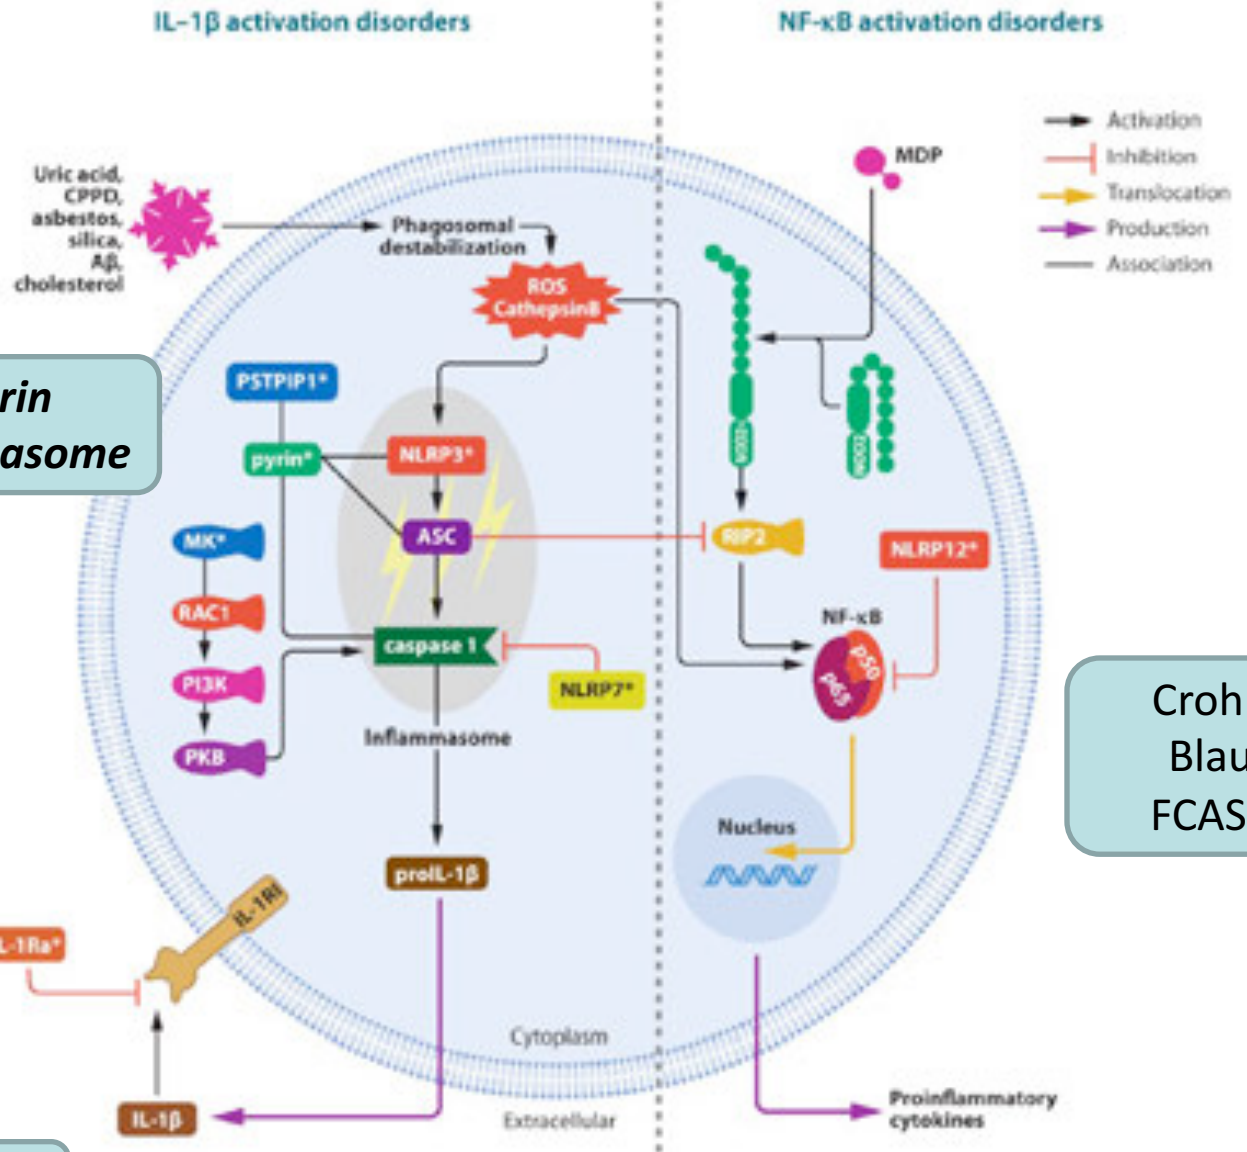 IL–1β activation disorders
NF-κB activation disorders
Activation
Inhibition
Translocation
Production
Association
MDP
Uric acid,
CPPD,
asbestos,
silica,
Aβ,
cholesterol
Phagosomal
destabilization
ROS
CathepsinB
rin
asome
PSTPIP1*
pyrin*
NLRP3*
ASC
MK*
RAC1
PI3K
PKB
caspase 1
NLRP7*
Inflammasome
proIL-1β
NOD2
NOD2
RIP2
NLRP12*
NF-κB
p50
p65
Croh
Blau
FCAS
Nucleus
IL-1RI
L-1Ra*
IL-1β
Cytoplasm
Extracellular
Proinflammatory
cytokines